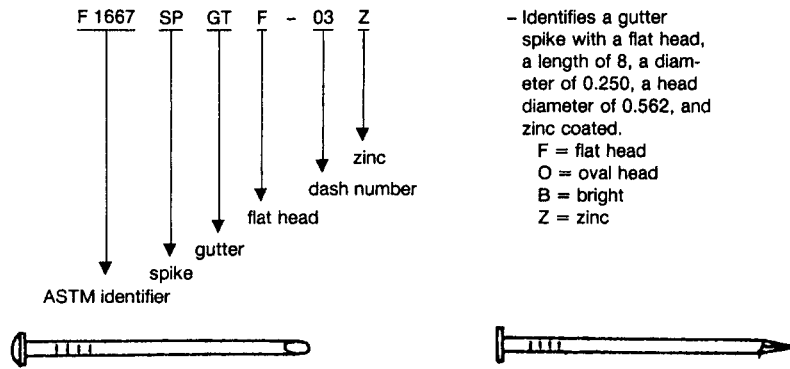 F 1667 SP GT F - 03 Z
zinc
dash number
flat head
gutter
spike
ASTM identifier
– Identifies a gutter
spike with a flat head,
a length of 8, a diam-
eter of 0.250, a head
diameter of 0.562, and
zinc coated.
F = flat head
O = oval head
B = bright
Z = zinc